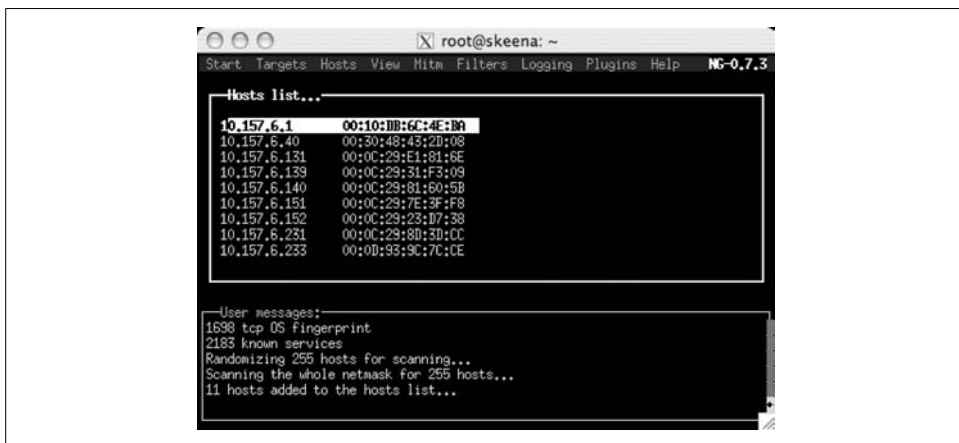 root@skeena: ~
Start Targets Hosts View Mitm Filters Logging Plugins Help NG-0.7.3
Hosts list...
10.157.6.1 00:10:DB:6C:4E:BA
10.157.6.40 00:30:48:43:2D:08
10.157.6.131 00:0C:29:E1:81:6E
10.157.6.139 00:0C:29:31:F3:09
10.157.6.140 00:0C:29:81:60:5B
10.157.6.151 00:0C:29:7E:3F:F8
10.157.6.152 00:0C:29:23:D7:38
10.157.6.231 00:0C:29:8D:3D:CC
10.157.6.233 00:0D:93:9C:7C:CE
User messages:
1698 tcp OS fingerprint
2183 known services
Randomizing 255 hosts for scanning...
Scanning the whole netmask for 255 hosts...
11 hosts added to the hosts list...